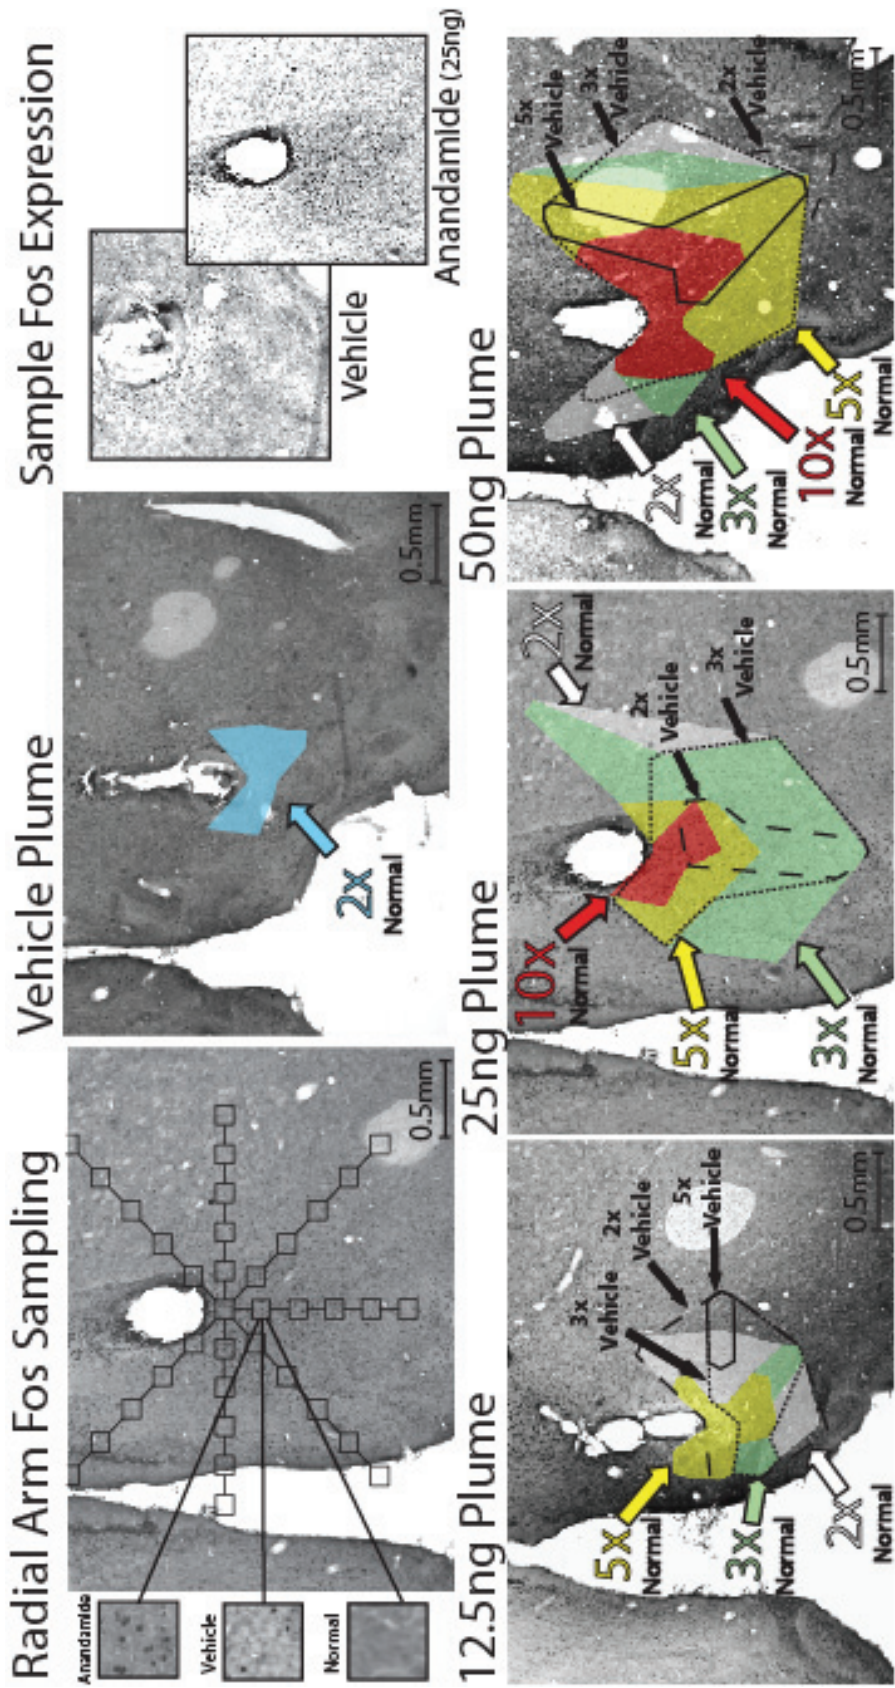 Radial Arm Fos Sampling
Anandamide
Vehicle
Normal
0.5mm
Vehicle Plume
2x
Normal
0.5mm
Sample Fos Expression
Vehicle
Anandamide (25ng)
12.5ng Plume
5x
Normal
3x
Normal
2x
Normal
3x
Vehicle
2x
Vehicle
5x
Vehicle
0.5mm
25ng Plume
10x
Normal
5x
Normal
3x
Normal
2x
Normal
2x
Vehicle
3x
Vehicle
0.5mm
50ng Plume
2x
Normal
3x
Normal
10x
Normal
5x
Normal
5x
Vehicle
3x
Vehicle
2x
Vehicle
0.5mm